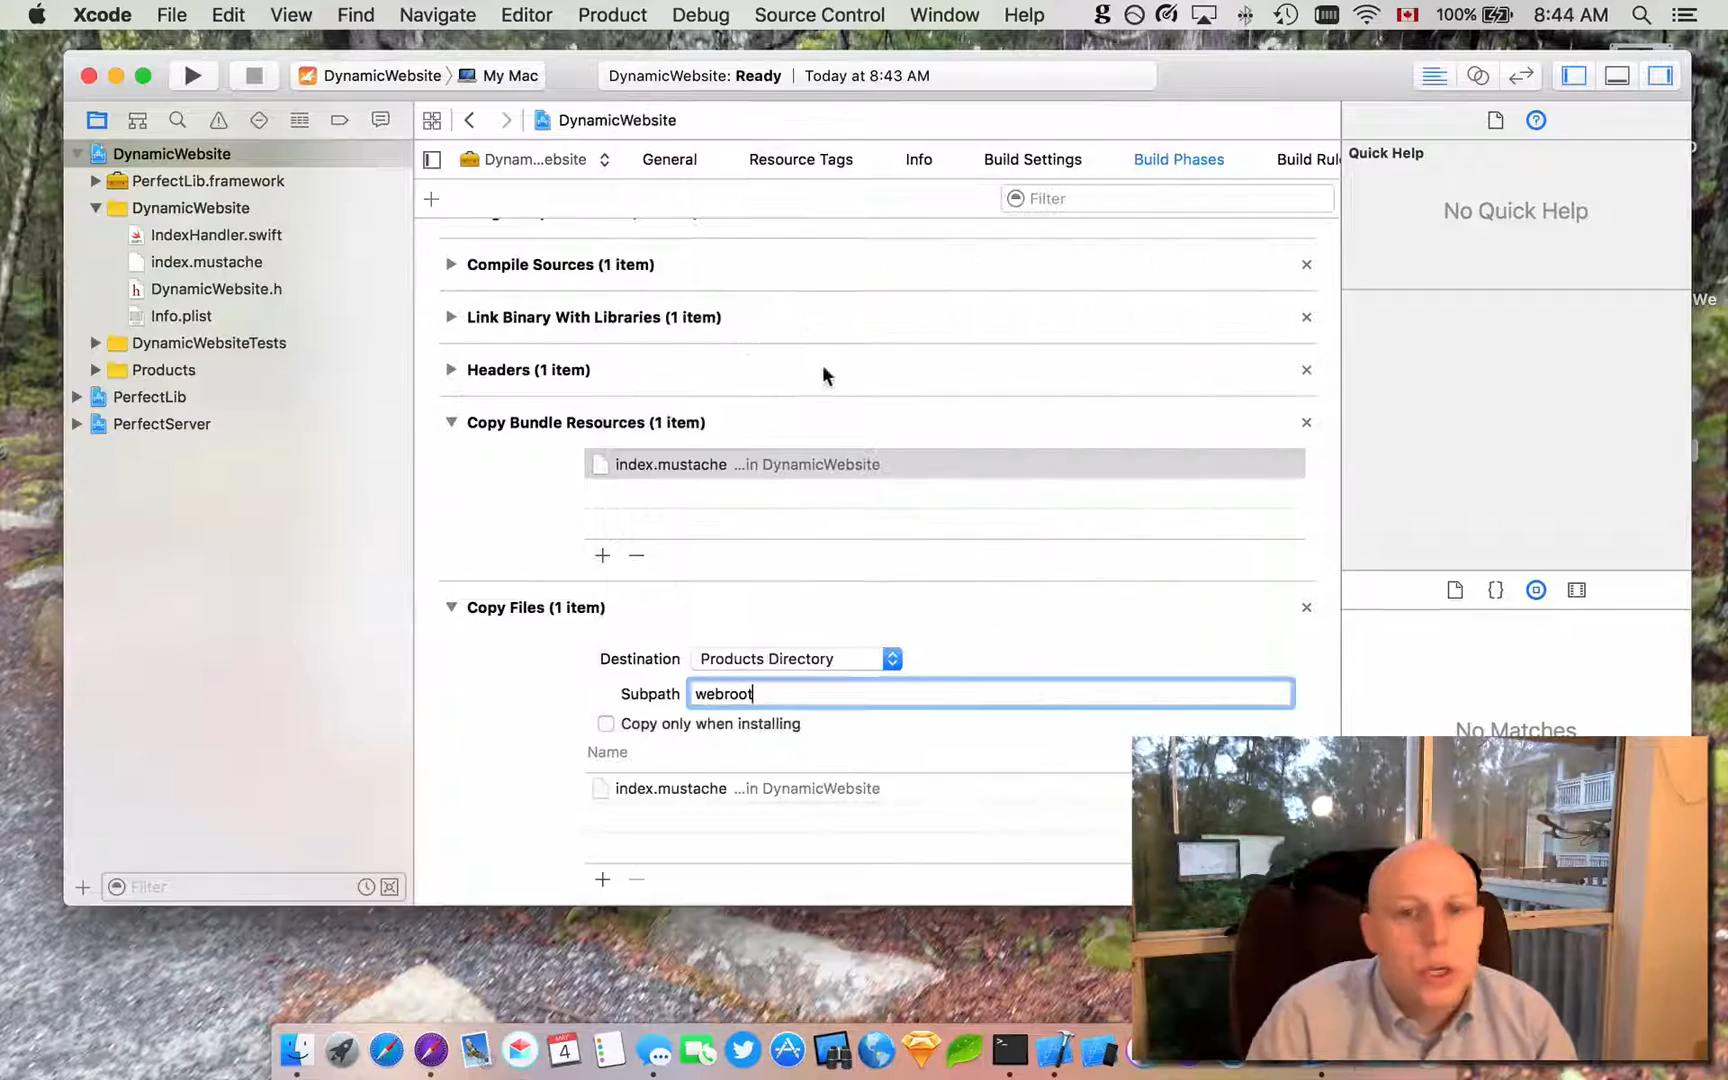 Xcode File Edit View Find Navigate Editor Product Debug Source Control Window Help 100% 8:44 AM
DynamicWebsite My Mac DynamicWebsite: Ready Today at 8:43 AM
DynamicWebsite
DynamicWebsite
PerfectLib.framework
DynamicWebsite
IndexHandler.swift
index.mustache
DynamicWebsite.h
Info.plist
DynamicWebsiteTests
Products
PerfectLib
PerfectServer
Filter
Dynam...ebsite General Resource Tags Info Build Settings Build Phases Build Rul
Filter
Compile Sources (1 item)
Link Binary With Libraries (1 item)
Headers (1 item)
Copy Bundle Resources (1 item)
index.mustache ...in DynamicWebsite
Copy Files (1 item)
Destination Products Directory
Subpath webroot
Copy only when installing
Name
index.mustache ...in DynamicWebsite
Quick Help
No Quick Help
No Matches
We
MAY
4